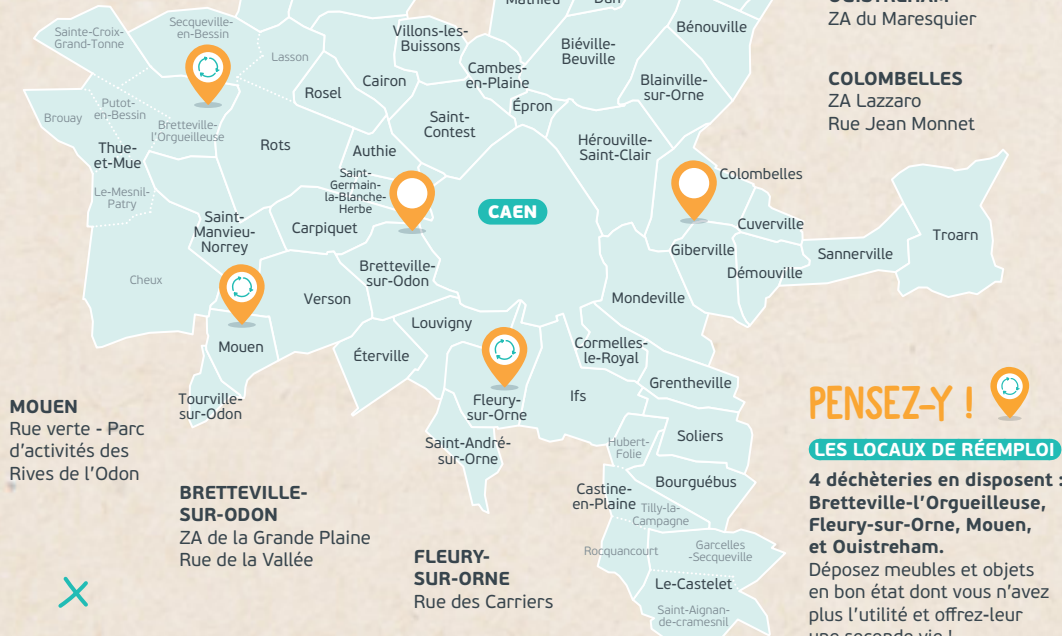 Mathieu
Dan
OUISTREHAM
ZA du Maresquier
COLOMBELLES
ZA Lazzaro
Rue Jean Monnet
Sainte-Croix-
Grand-Tonne
Secqueville-
en-Bessin
Lasson
Villons-les-
Buissons
Cairon
Cambes-
en-Plaine
Biéville-
Beuville
Bénouville
Blainville-
sur-Orne
Rosel
Épron
Brouay
Putot-
en-Bessin
Bretteville-
l'Orgueilleuse
Thue-
et-Mue
Rots
Saint-
Contest
Authie
Hérouville-
Saint-Clair
Le-Mesnil-
Patry
Saint-
Germain-
la-Blanche-
Herbe
Colombelles
CAEN
Saint-
Manvieu-
Norrey
Carpiquet
Cuverville
Troarn
Giberville
Sannerville
Démouville
Cheux
Bretteville-
sur-Odon
Verson
Mondeville
Louvigny
Mouen
Éterville
Cormelles-
le-Royal
Grentheville
Tourville-
sur-Odon
Fleury-
sur-Orne
Ifs
Saint-André-
sur-Orne
Hubert-
Folie
Soliers
Castine-
en-Plaine
Bourguébus
Tilly-la-
Campagne
Rocquancourt
Garcelles
-Secqueville
Le-Castelet
Saint-Aignan-
de-cramesnil
MOUEN
Rue verte - Parc
d'activités des
Rives de l'Odon
BRETTEVILLE-
SUR-ODON
ZA de la Grande Plaine
Rue de la Vallée
FLEURY-
SUR-ORNE
Rue des Carriers
PENSEZ-Y !
LES LOCAUX DE RÉEMPLOI
4 déchèteries en disposent :
Bretteville-l'Orgueilleuse,
Fleury-sur-Orne, Mouen,
et Ouistreham.
Déposez meubles et objets
en bon état dont vous n'avez
plus l'utilité et offrez-leur
une seconde vie !